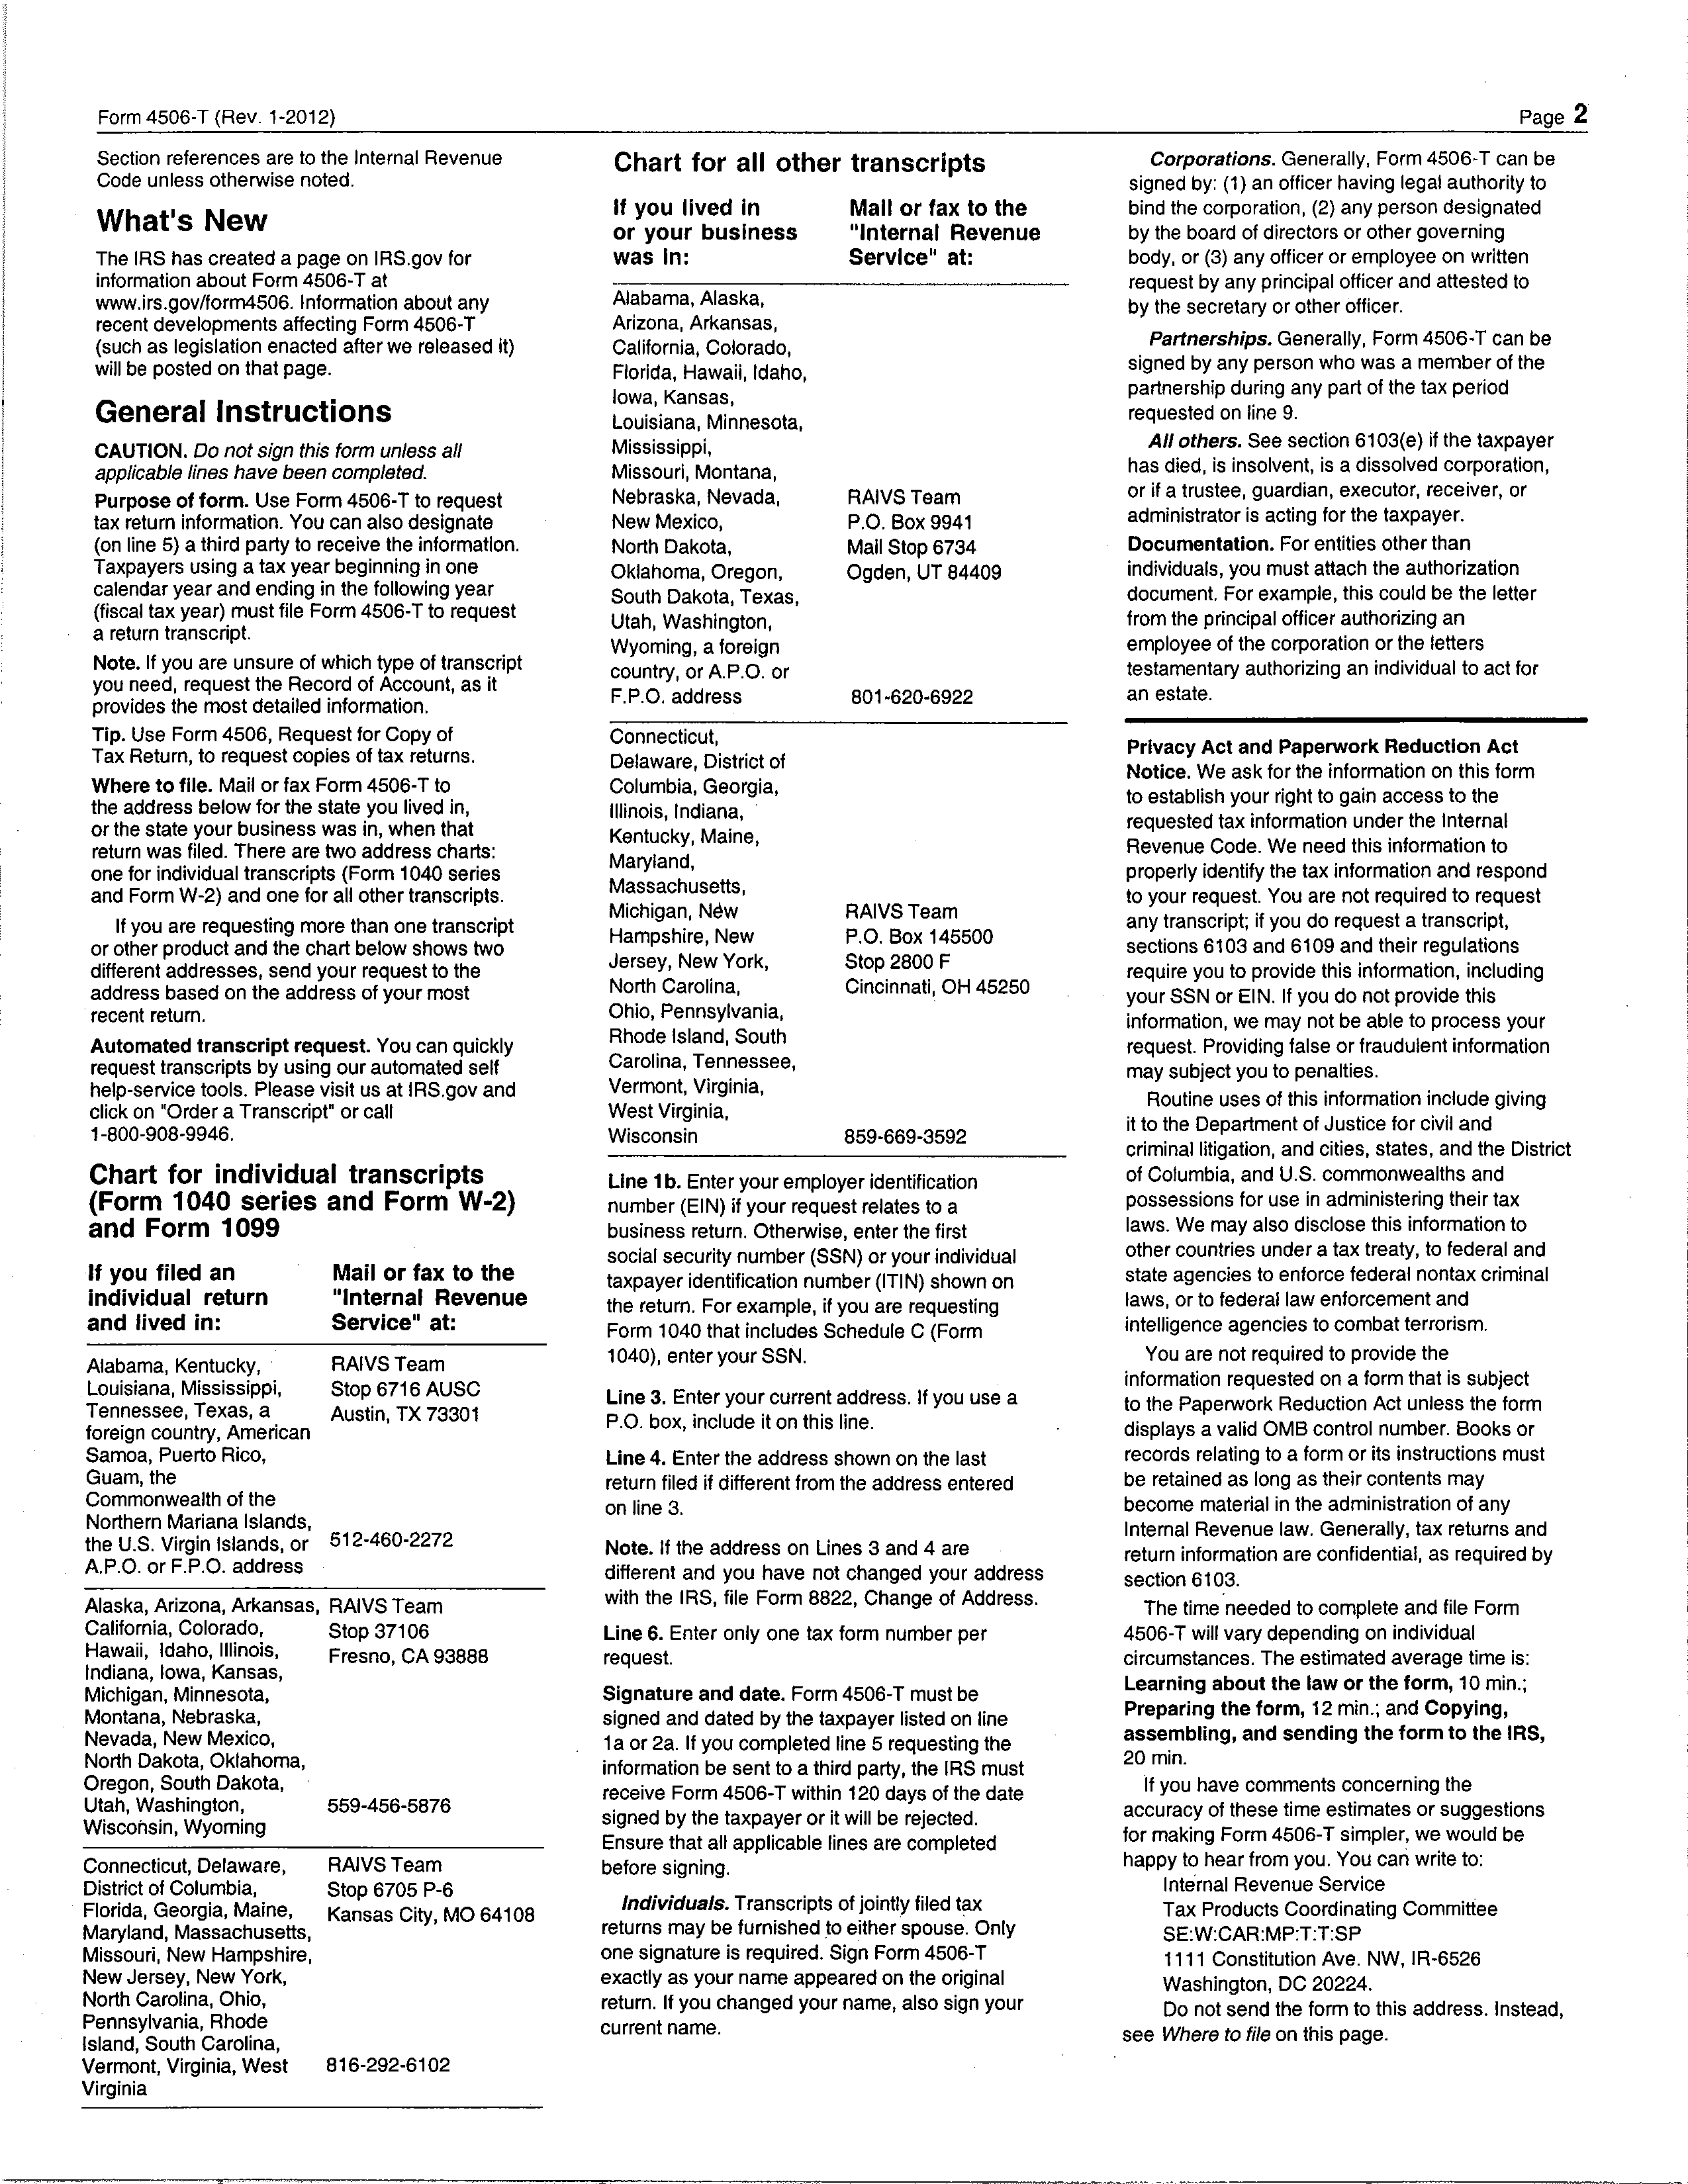 Form 4506-T (Rev. 1-2012)
Page 2
Section references are to the Internal Revenue
Code unless otherwise noted.
What's New
The IRS has created a page on IRS.gov for
information about Form 4506-T at
www.irs.gov/form4506. Information about any
recent developments affecting Form 4506-T
(such as legislation enacted after we released it)
will be posted on that page.
General Instructions
CAUTION. Do not sign this form unless all
applicable lines have been completed.
Purpose of form. Use Form 4506-T to request
tax return information. You can also designate
(on line 5) a third party to receive the information.
Taxpayers using a tax year beginning in one
calendar year and ending in the following year
(fiscal tax year) must file Form 4506-T to request
a return transcript.
Note. If you are unsure of which type of transcript
you need, request the Record of Account, as it
provides the most detailed information.
Tip. Use Form 4506, Request for Copy of
Tax Return, to request copies of tax returns.
Where to file. Mail or fax Form 4506-T to
the address below for the state you lived in,
or the state your business was in, when that
return was filed. There are two address charts:
one for individual transcripts (Form 1040 series
and Form W-2) and one for all other transcripts.
If you are requesting more than one transcript
or other product and the chart below shows two
different addresses, send your request to the
address based on the address of your most
recent return.
Automated transcript request. You can quickly
request transcripts by using our automated self
help-service tools. Please visit us at IRS.gov and
click on "Order a Transcript" or call
1-800-908-9946.
Chart for individual transcripts
(Form 1040 series and Form W-2)
and Form 1099
If you filed an
individual return
and lived in:
Mail or fax to the
"Internal Revenue
Service" at:
Alabama, Kentucky,
Louisiana, Mississippi,
Tennessee, Texas, a
foreign country, American
Samoa, Puerto Rico,
Guam, the
Commonwealth of the
Northern Mariana Islands,
the U.S. Virgin Islands, or
A.P.O. or F.P.O. address
RAIVS Team
Stop 6716 AUSC
Austin, TX 73301
512-460-2272
Alaska, Arizona, Arkansas,
California, Colorado,
Hawaii, Idaho, Illinois,
Indiana, Iowa, Kansas,
Michigan, Minnesota,
Montana, Nebraska,
Nevada, New Mexico,
North Dakota, Oklahoma,
Oregon, South Dakota,
Utah, Washington,
Wisconsin, Wyoming
RAIVS Team
Stop 37106
Fresno, CA 93888
559-456-5876
Connecticut, Delaware,
District of Columbia,
Florida, Georgia, Maine,
Maryland, Massachusetts,
Missouri, New Hampshire,
New Jersey, New York,
North Carolina, Ohio,
Pennsylvania, Rhode
Island, South Carolina,
Vermont, Virginia, West
Virginia
RAIVS Team
Stop 6705 P-6
Kansas City, MO 64108
816-292-6102
Chart for all other transcripts
If you lived in
or your business
was in:
Mail or fax to the
"Internal Revenue
Service" at:
Alabama, Alaska,
Arizona, Arkansas,
California, Colorado,
Florida, Hawaii, Idaho,
Iowa, Kansas,
Louisiana, Minnesota,
Mississippi,
Missouri, Montana,
Nebraska, Nevada,
New Mexico,
North Dakota,
Oklahoma, Oregon,
South Dakota, Texas,
Utah, Washington,
Wyoming, a foreign
country, or A.P.O. or
F.P.O. address
RAIVS Team
P.O. Box 9941
Mail Stop 6734
Ogden, UT 84409
801-620-6922
Connecticut,
Delaware, District of
Columbia, Georgia,
Illinois, Indiana,
Kentucky, Maine,
Maryland,
Massachusetts,
Michigan, New
Hampshire, New
Jersey, New York,
North Carolina,
Ohio, Pennsylvania,
Rhode Island, South
Carolina, Tennessee,
Vermont, Virginia,
West Virginia,
Wisconsin
RAIVS Team
P.O. Box 145500
Stop 2800 F
Cincinnati, OH 45250
859-669-3592
Line 1b. Enter your employer identification
number (EIN) if your request relates to a
business return. Otherwise, enter the first
social security number (SSN) or your individual
taxpayer identification number (ITIN) shown on
the return. For example, if you are requesting
Form 1040 that includes Schedule C (Form
1040), enter your SSN.
Line 3. Enter your current address. If you use a
P.O. box, include it on this line.
Line 4. Enter the address shown on the last
return filed if different from the address entered
on line 3.
Note. If the address on Lines 3 and 4 are
different and you have not changed your address
with the IRS, file Form 8822, Change of Address.
Line 6. Enter only one tax form number per
request.
Signature and date. Form 4506-T must be
signed and dated by the taxpayer listed on line
1a or 2a. If you completed line 5 requesting the
information be sent to a third party, the IRS must
receive Form 4506-T within 120 days of the date
signed by the taxpayer or it will be rejected.
Ensure that all applicable lines are completed
before signing.
Individuals. Transcripts of jointly filed tax
returns may be furnished to either spouse. Only
one signature is required. Sign Form 4506-T
exactly as your name appeared on the original
return. If you changed your name, also sign your
current name.
Corporations. Generally, Form 4506-T can be
signed by: (1) an officer having legal authority to
bind the corporation, (2) any person designated
by the board of directors or other governing
body, or (3) any officer or employee on written
request by any principal officer and attested to
by the secretary or other officer.
Partnerships. Generally, Form 4506-T can be
signed by any person who was a member of the
partnership during any part of the tax period
requested on line 9.
All others. See section 6103(e) if the taxpayer
has died, is insolvent, is a dissolved corporation,
or if a trustee, guardian, executor, receiver, or
administrator is acting for the taxpayer.
Documentation. For entities other than
individuals, you must attach the authorization
document. For example, this could be the letter
from the principal officer authorizing an
employee of the corporation or the letters
testamentary authorizing an individual to act for
an estate.
Privacy Act and Paperwork Reduction Act
Notice. We ask for the information on this form
to establish your right to gain access to the
requested tax information under the Internal
Revenue Code. We need this information to
properly identify the tax information and respond
to your request. You are not required to request
any transcript; if you do request a transcript,
sections 6103 and 6109 and their regulations
require you to provide this information, including
your SSN or EIN. If you do not provide this
information, we may not be able to process your
request. Providing false or fraudulent information
may subject you to penalties.
Routine uses of this information include giving
it to the Department of Justice for civil and
criminal litigation, and cities, states, and the District
of Columbia, and U.S. commonwealths and
possessions for use in administering their tax
laws. We may also disclose this information to
other countries under a tax treaty, to federal and
state agencies to enforce federal nontax criminal
laws, or to federal law enforcement and
intelligence agencies to combat terrorism.
You are not required to provide the
information requested on a form that is subject
to the Paperwork Reduction Act unless the form
displays a valid OMB control number. Books or
records relating to a form or its instructions must
be retained as long as their contents may
become material in the administration of any
Internal Revenue law. Generally, tax returns and
return information are confidential, as required by
section 6103.
The time needed to complete and file Form
4506-T will vary depending on individual
circumstances. The estimated average time is:
Learning about the law or the form, 10 min.;
Preparing the form, 12 min.; and Copying,
assembling, and sending the form to the IRS,
20 min.
If you have comments concerning the
accuracy of these time estimates or suggestions
for making Form 4506-T simpler, we would be
happy to hear from you. You can write to:
Internal Revenue Service
Tax Products Coordinating Committee
SE:W:CAR:MP:T:T:SP
1111 Constitution Ave. NW, IR-6526
Washington, DC 20224.
Do not send the form to this address. Instead,
see Where to file on this page.